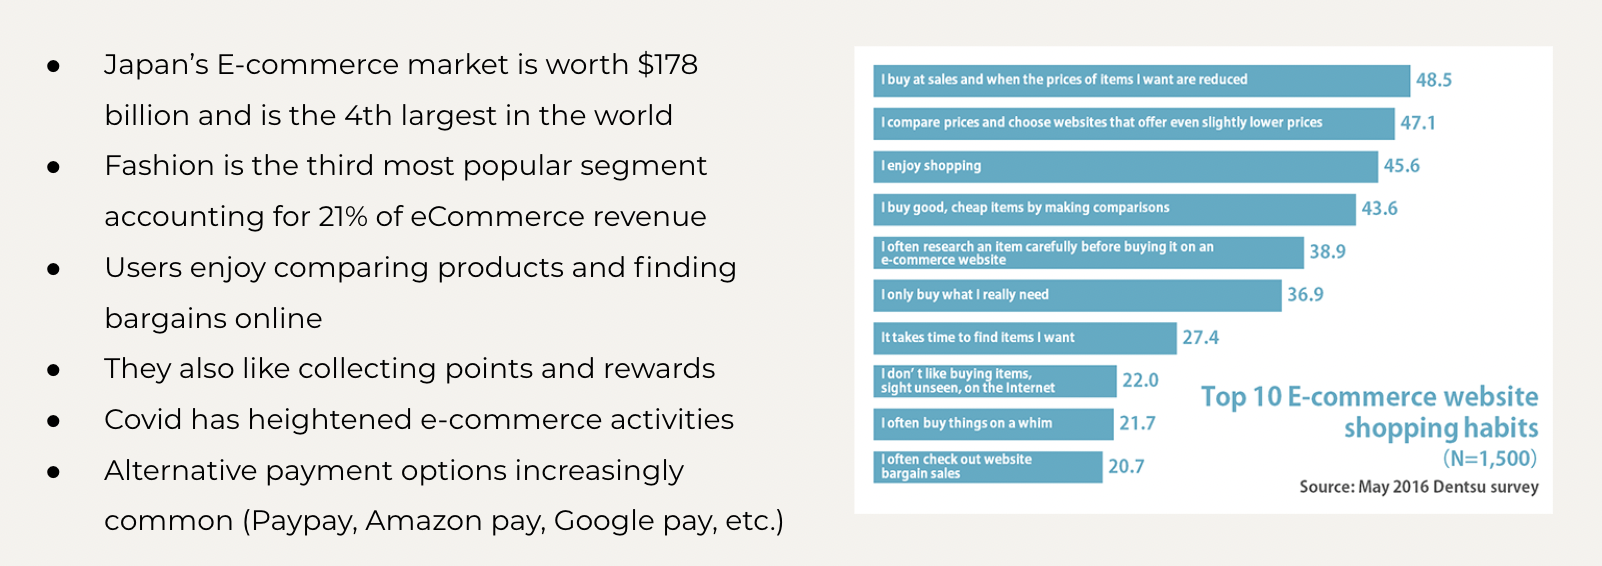 ● Japan’s E-commerce market is worth $178
billion and is the 4th largest in the world
● Fashion is the third most popular segment
accounting for 21% of eCommerce revenue
● Users enjoy comparing products and finding
bargains online
● They also like collecting points and rewards
● Covid has heightened e-commerce activities
● Alternative payment options increasingly
common (Paypay, Amazon pay, Google pay, etc.)
I buy at sales and when the prices of items I want are reduced 48.5
I compare prices and choose websites that offer even slightly lower prices 47.1
I enjoy shopping 45.6
I buy good, cheap items by making comparisons 43.6
I often research an item carefully before buying it on an
e-commerce website 38.9
I only buy what I really need 36.9
It takes time to find items I want 27.4
I don’t like buying items,
sight unseen, on the Internet 22.0
I often buy things on a whim 21.7
I often check out website
bargain sales 20.7
Top 10 E-commerce website
shopping habits
(N=1,500)
Source: May 2016 Dentsu survey